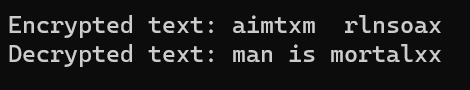 Encrypted text: aimtxm  rlnsoax
Decrypted text: man is mortalxx